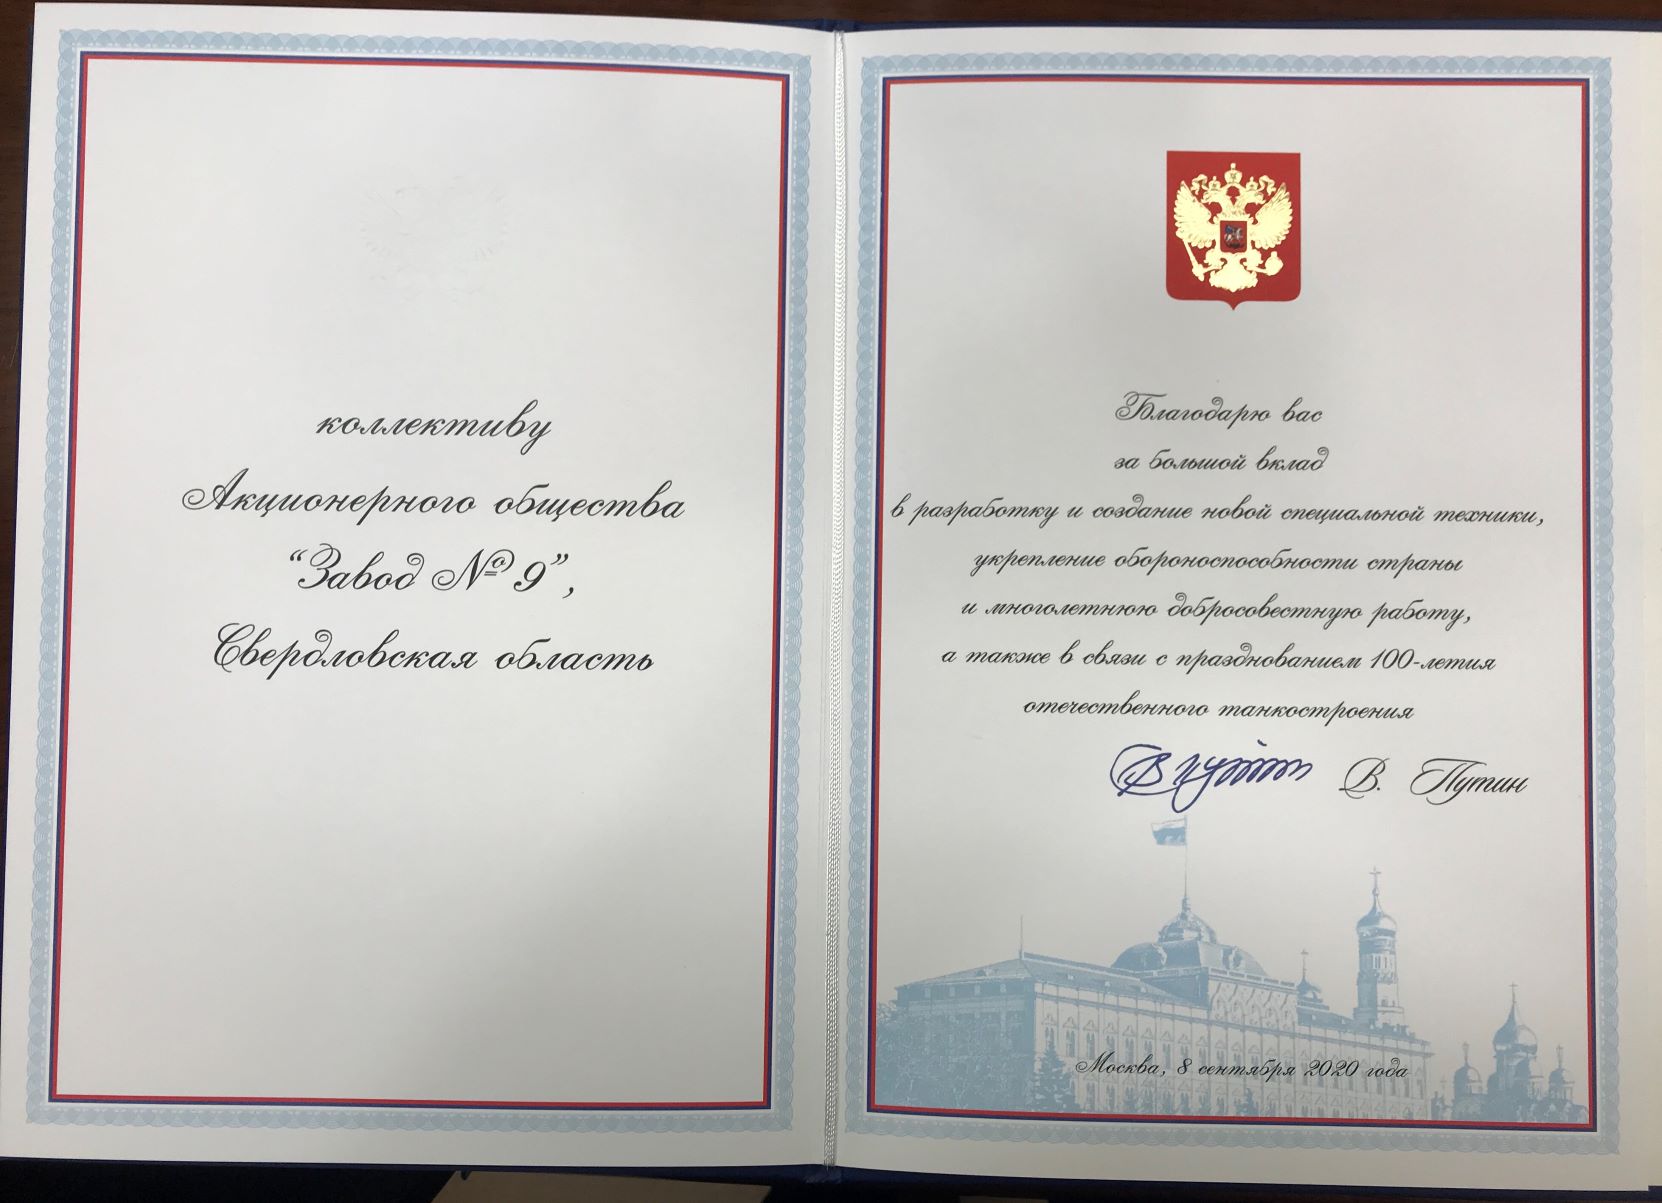 коллективу
Акционерного общества
“Завод № 9”,
Свердловская область
Благодарю вас
за большой вклад
в разработку и создание новой специальной техники,
укрепление обороноспособности страны
и многолетнюю добросовестную работу,
а также в связи с празднованием 100-летия
отечественного танкостроения
В Путин В. Путин
Москва, 8 сентября 2020 года